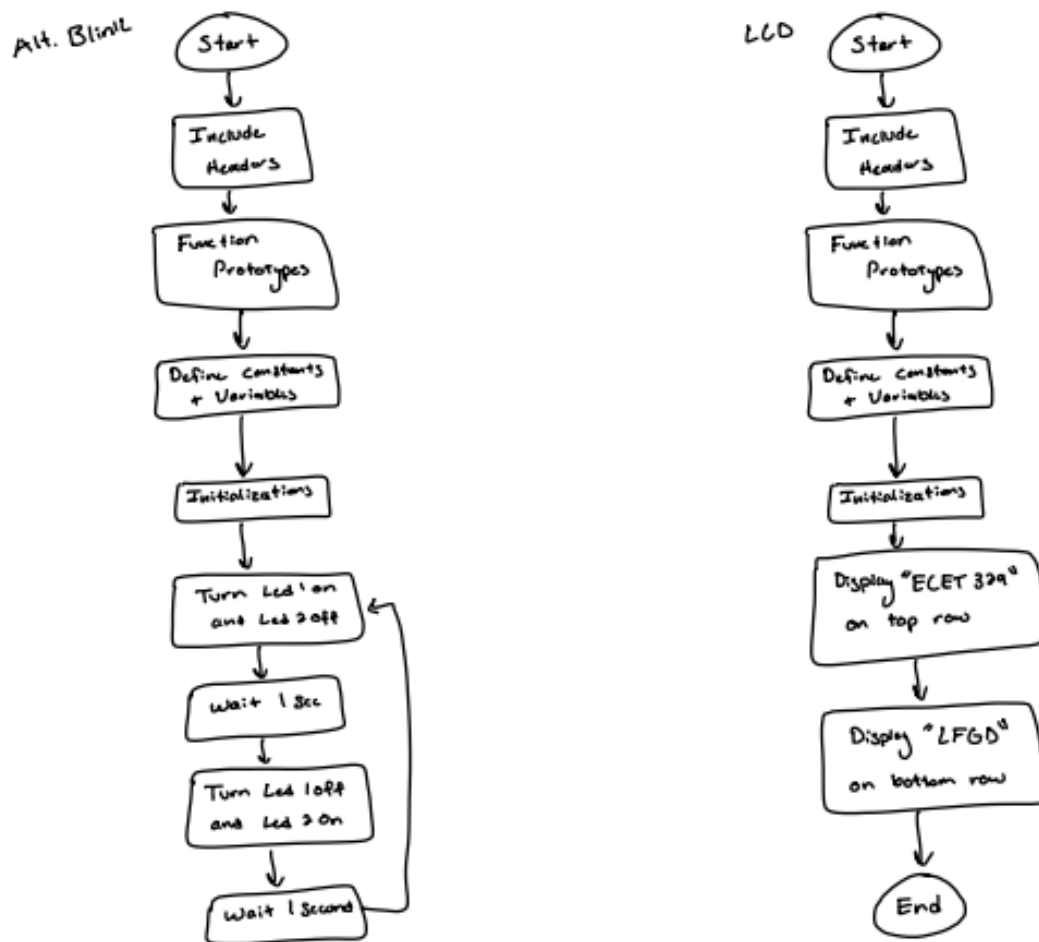 Alt. Blink
Start
Include
Headers
Function
Prototypes
Define constants
+ Variables
Initializations
Turn Led 1 on
and Led 2 off
Wait 1 Sec
Turn Led 1 off
and Led 2 On
Wait 1 Second
LCD
Start
Include
Headers
Function
Prototypes
Define constants
+ Variables
Initializations
Display "ECET 329"
on top row
Display "LFGD"
on bottom row
End